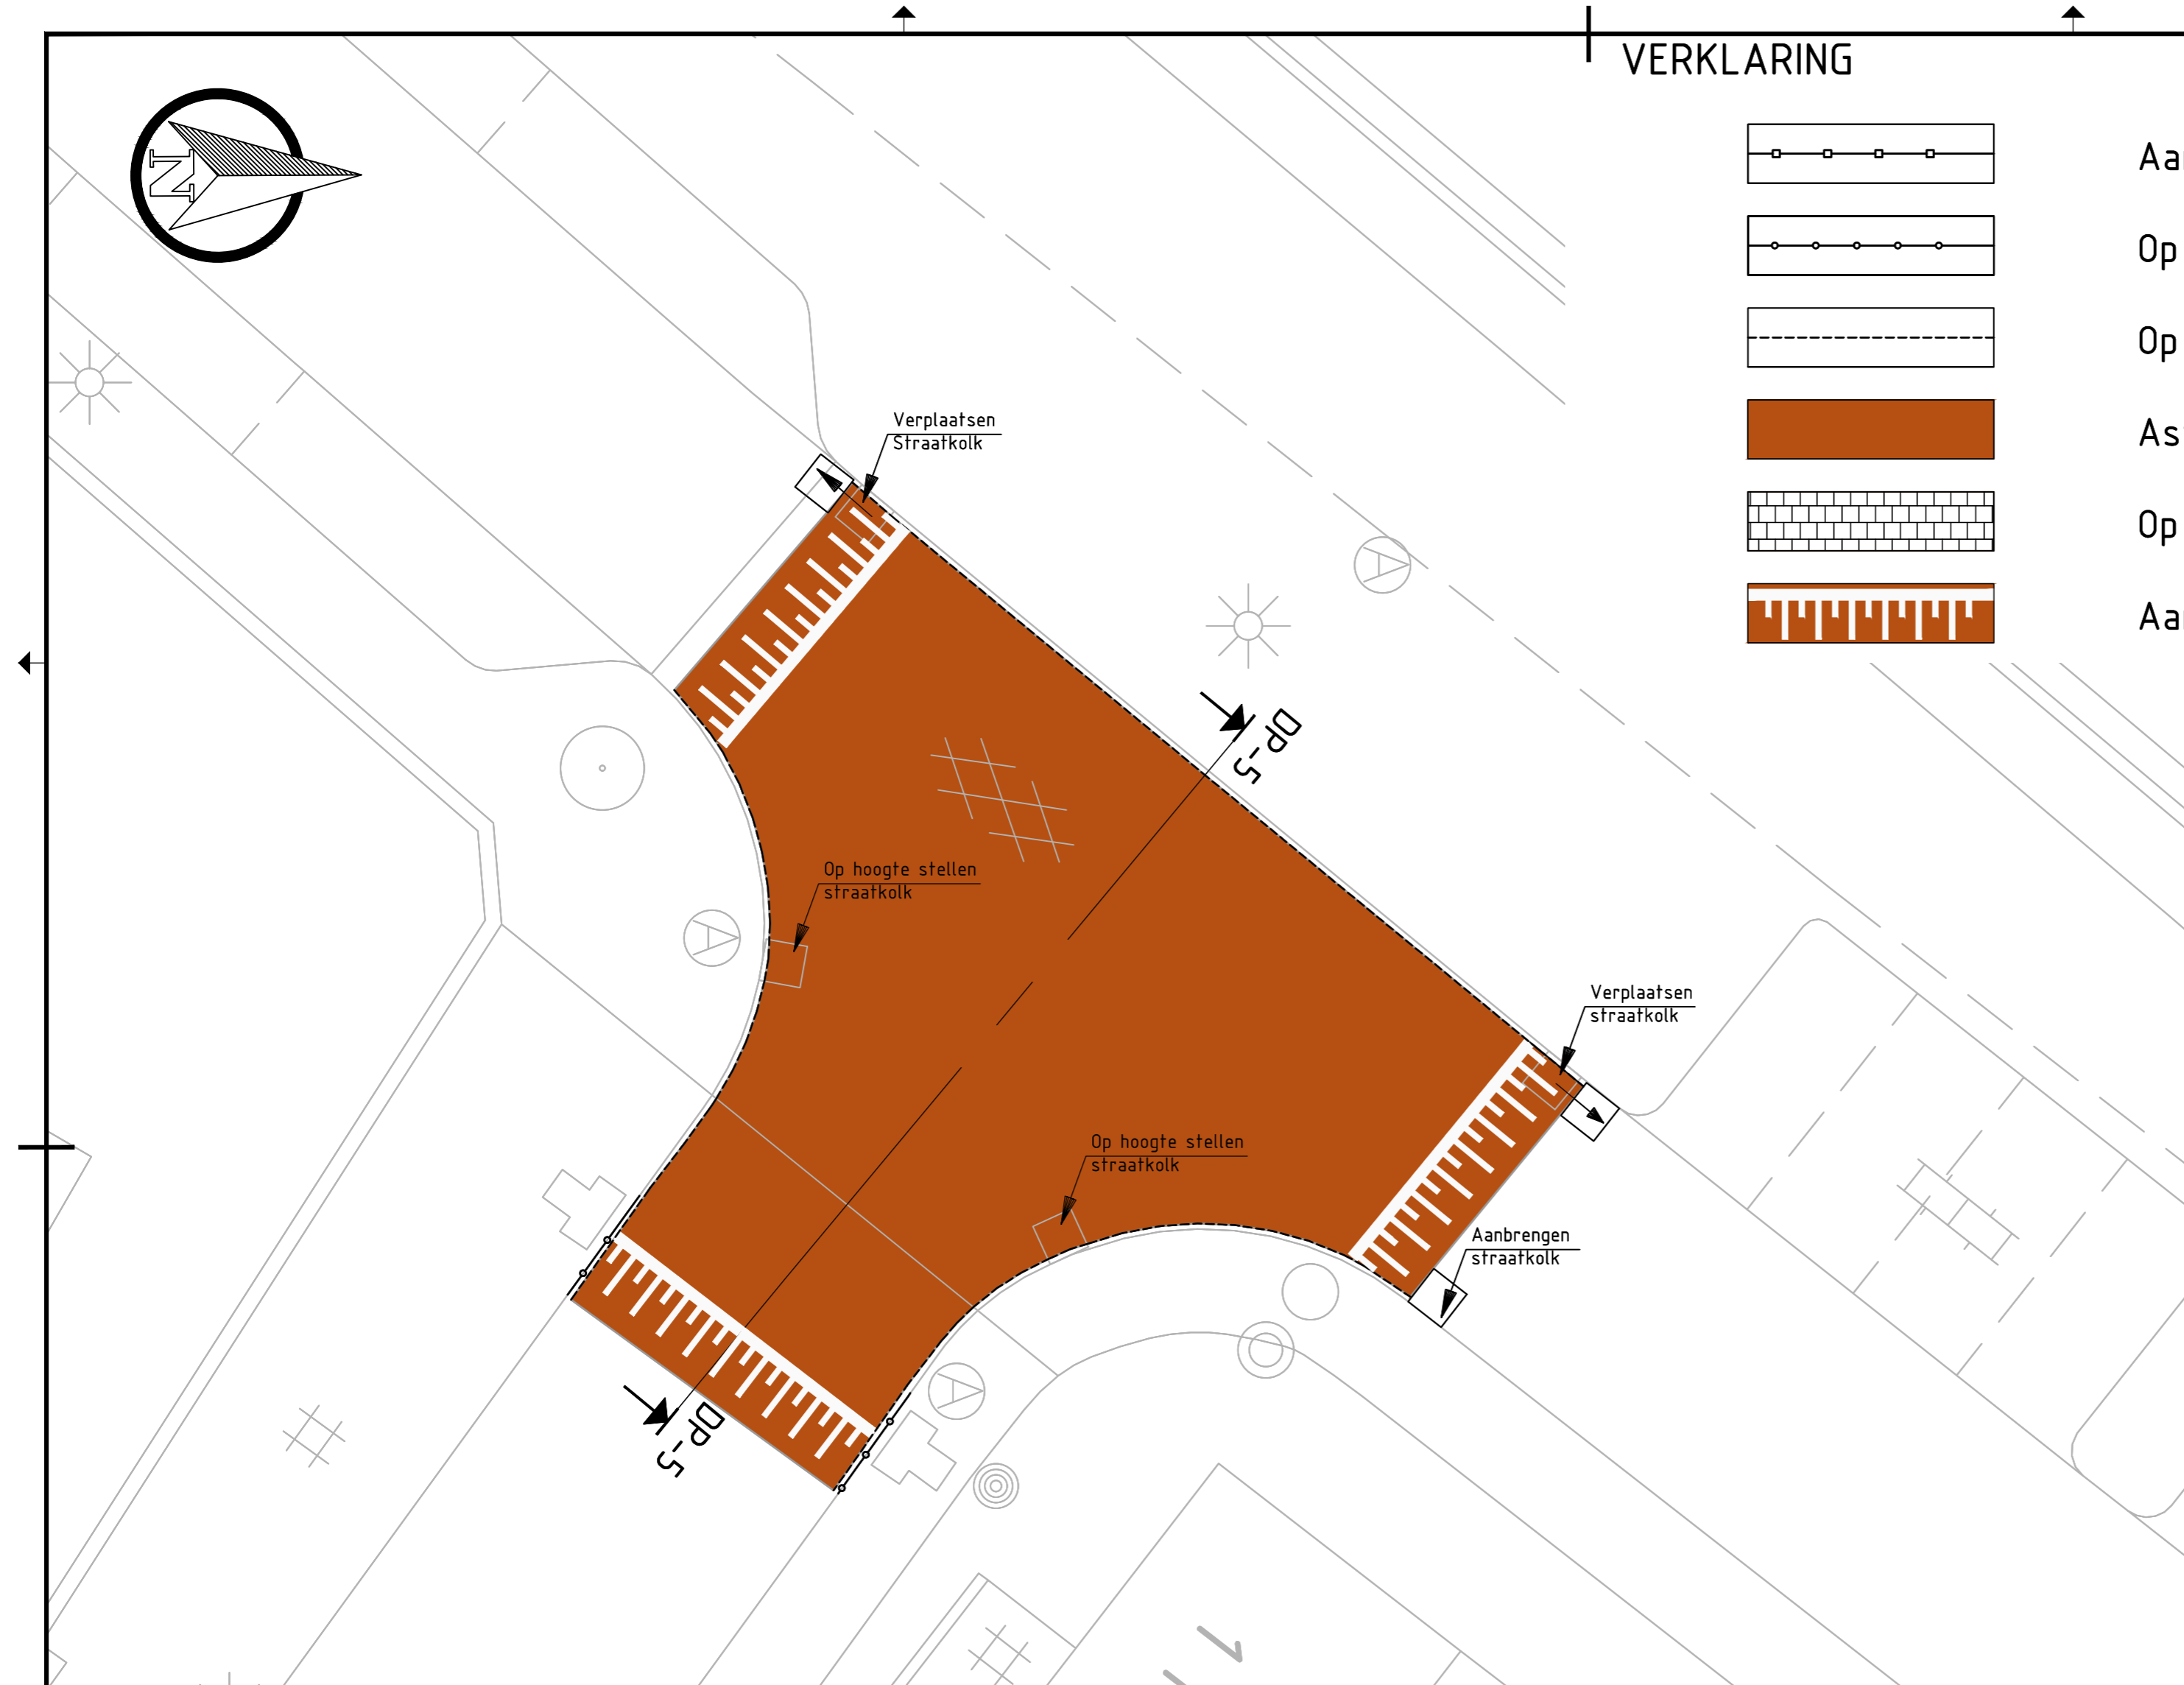 VERKLARING
N
Aa
Op
Op
As
Op
Aa
Verplaatsen
Straatkolk
A
DP-5
Op hoogte stellen
straatkolk
A
Verplaatsen
straatkolk
Op hoogte stellen
straatkolk
Aanbrengen
straatkolk
A
DP-5